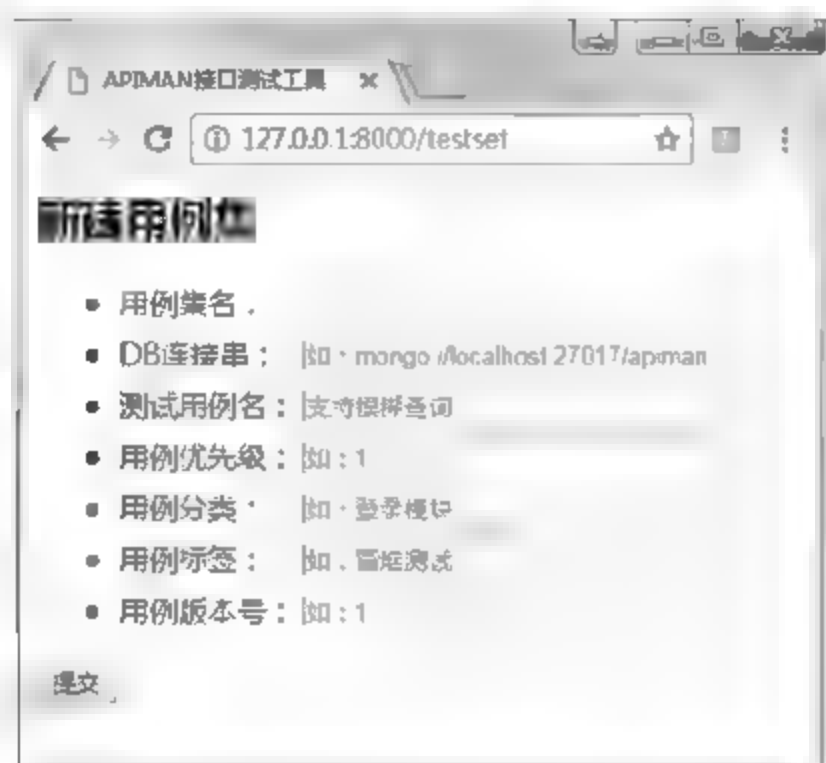 APIMAN接口测试工具
127.0.0.1:8000/testset
新建用例集
用例集名：
DB连接串： 如：mongo://localhost:27017/apiman
测试用例名： 支持模糊查询
用例优先级： 如：1
用例分类： 如：登录模块
用例标签： 如：冒烟测试
用例版本号： 如：1
提交